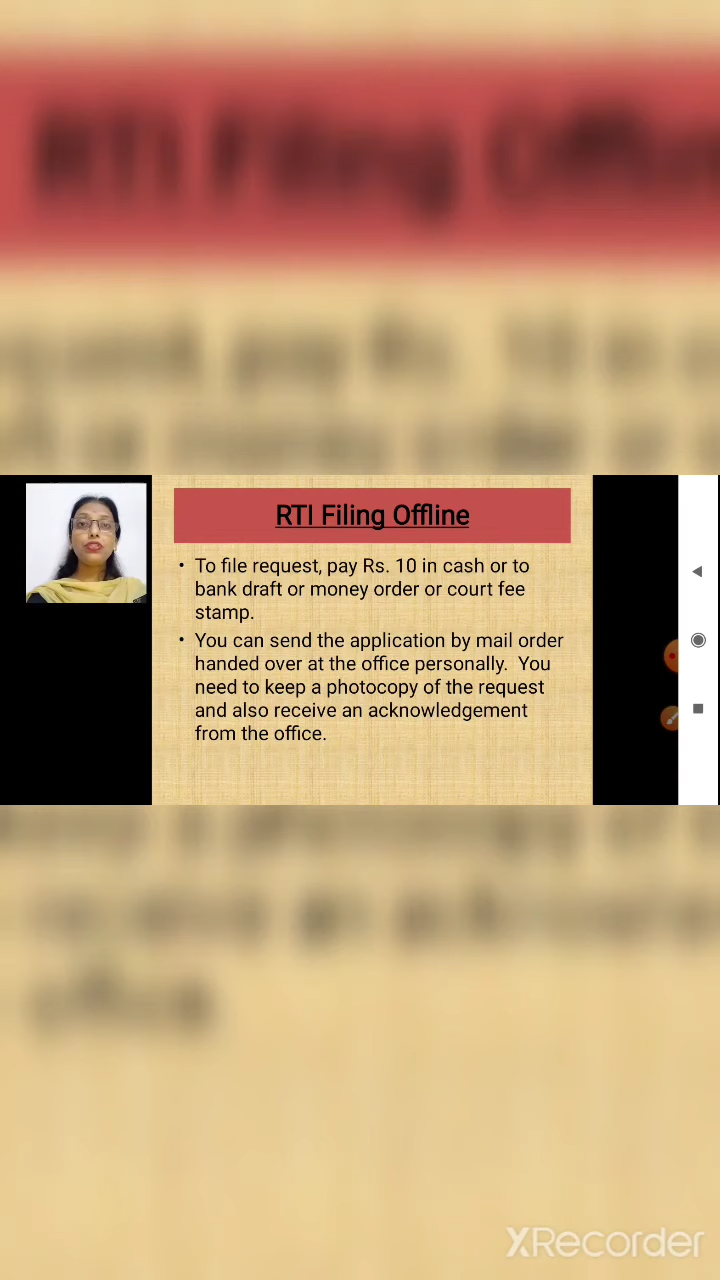 RTI Filing Offline
• To file request, pay Rs. 10 in cash or to
bank draft or money order or court fee
stamp.
• You can send the application by mail order
handed over at the office personally. You
need to keep a photocopy of the request
and also receive an acknowledgement
from the office.
XRecorder